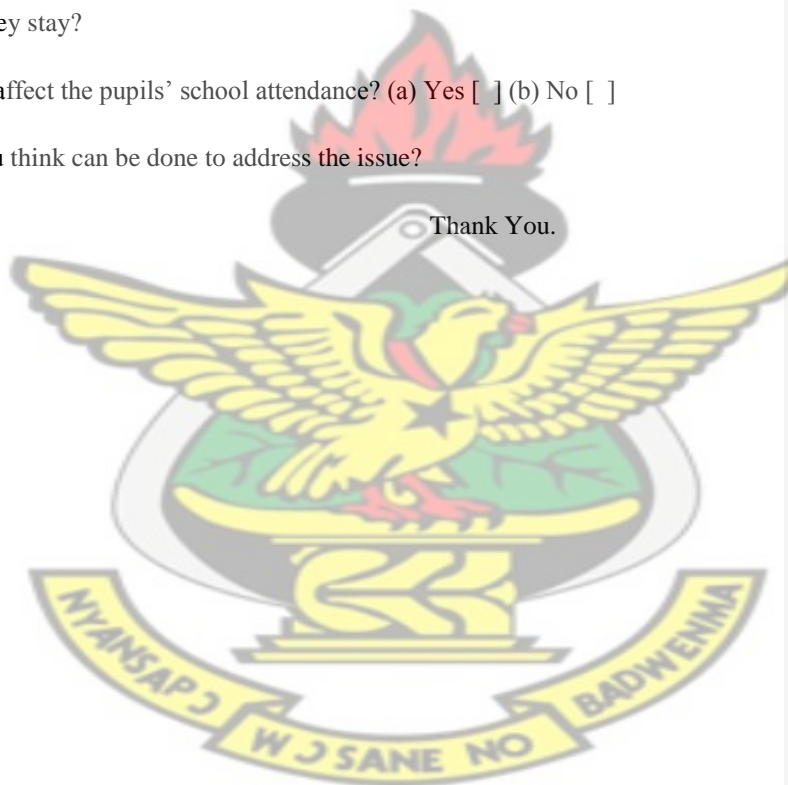 ey stay?
affect the pupils’ school attendance? (a) Yes [ ] (b) No [ ]
u think can be done to address the issue?
Thank You.
NYANSAPƆ
WƆSANE NO
BADWENMA